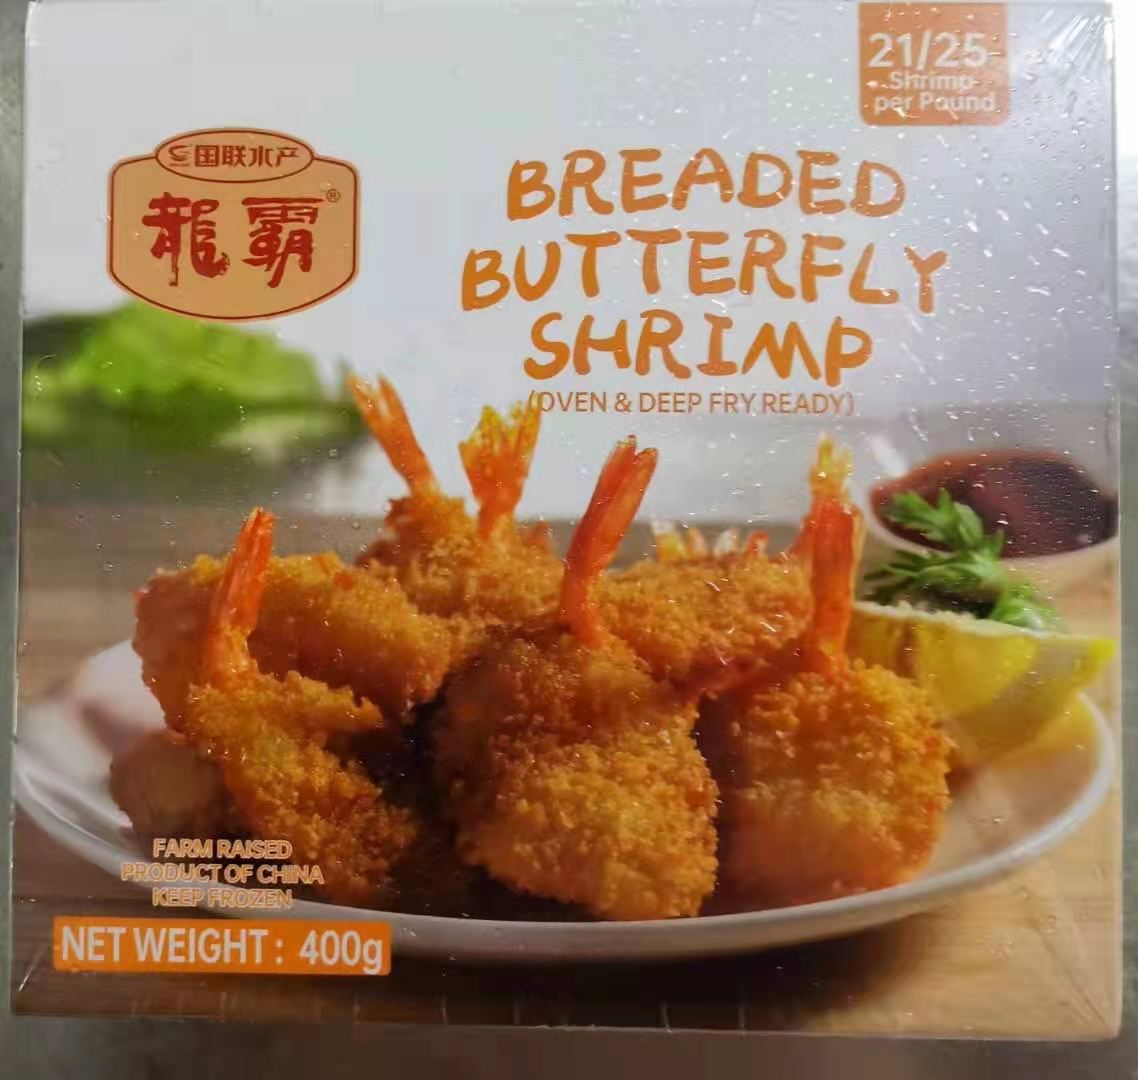 21/25
Shrimp
per Pound
国联水产
龍霸®
BREADED
BUTTERFLY
SHRIMP
(OVEN & DEEP FRY READY)
FARM RAISED
PRODUCT OF CHINA
KEEP FROZEN
NET WEIGHT: 400g